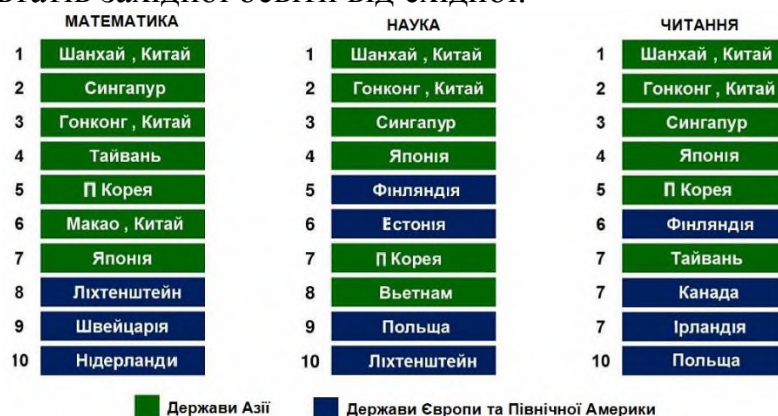 західної освіти від східної.
МАТЕМАТИКА
1 Шанхай , Китай
2 Сингапур
3 Гонконг , Китай
4 Тайвань
5 П Корея
6 Макао , Китай
7 Японія
8 Ліхтенштейн
9 Швейцарія
10 Нідерланди
НАУКА
1 Шанхай , Китай
2 Гонконг , Китай
3 Сингапур
4 Японія
5 Фінляндія
6 Естонія
7 П Корея
8 Вьетнам
9 Польща
10 Ліхтенштейн
ЧИТАННЯ
1 Шанхай , Китай
2 Гонконг , Китай
3 Сингапур
4 Японія
5 П Корея
6 Фінляндія
7 Тайвань
7 Канада
7 Ірландія
10 Польща
Держави Азії
Держави Європи та Північної Америки